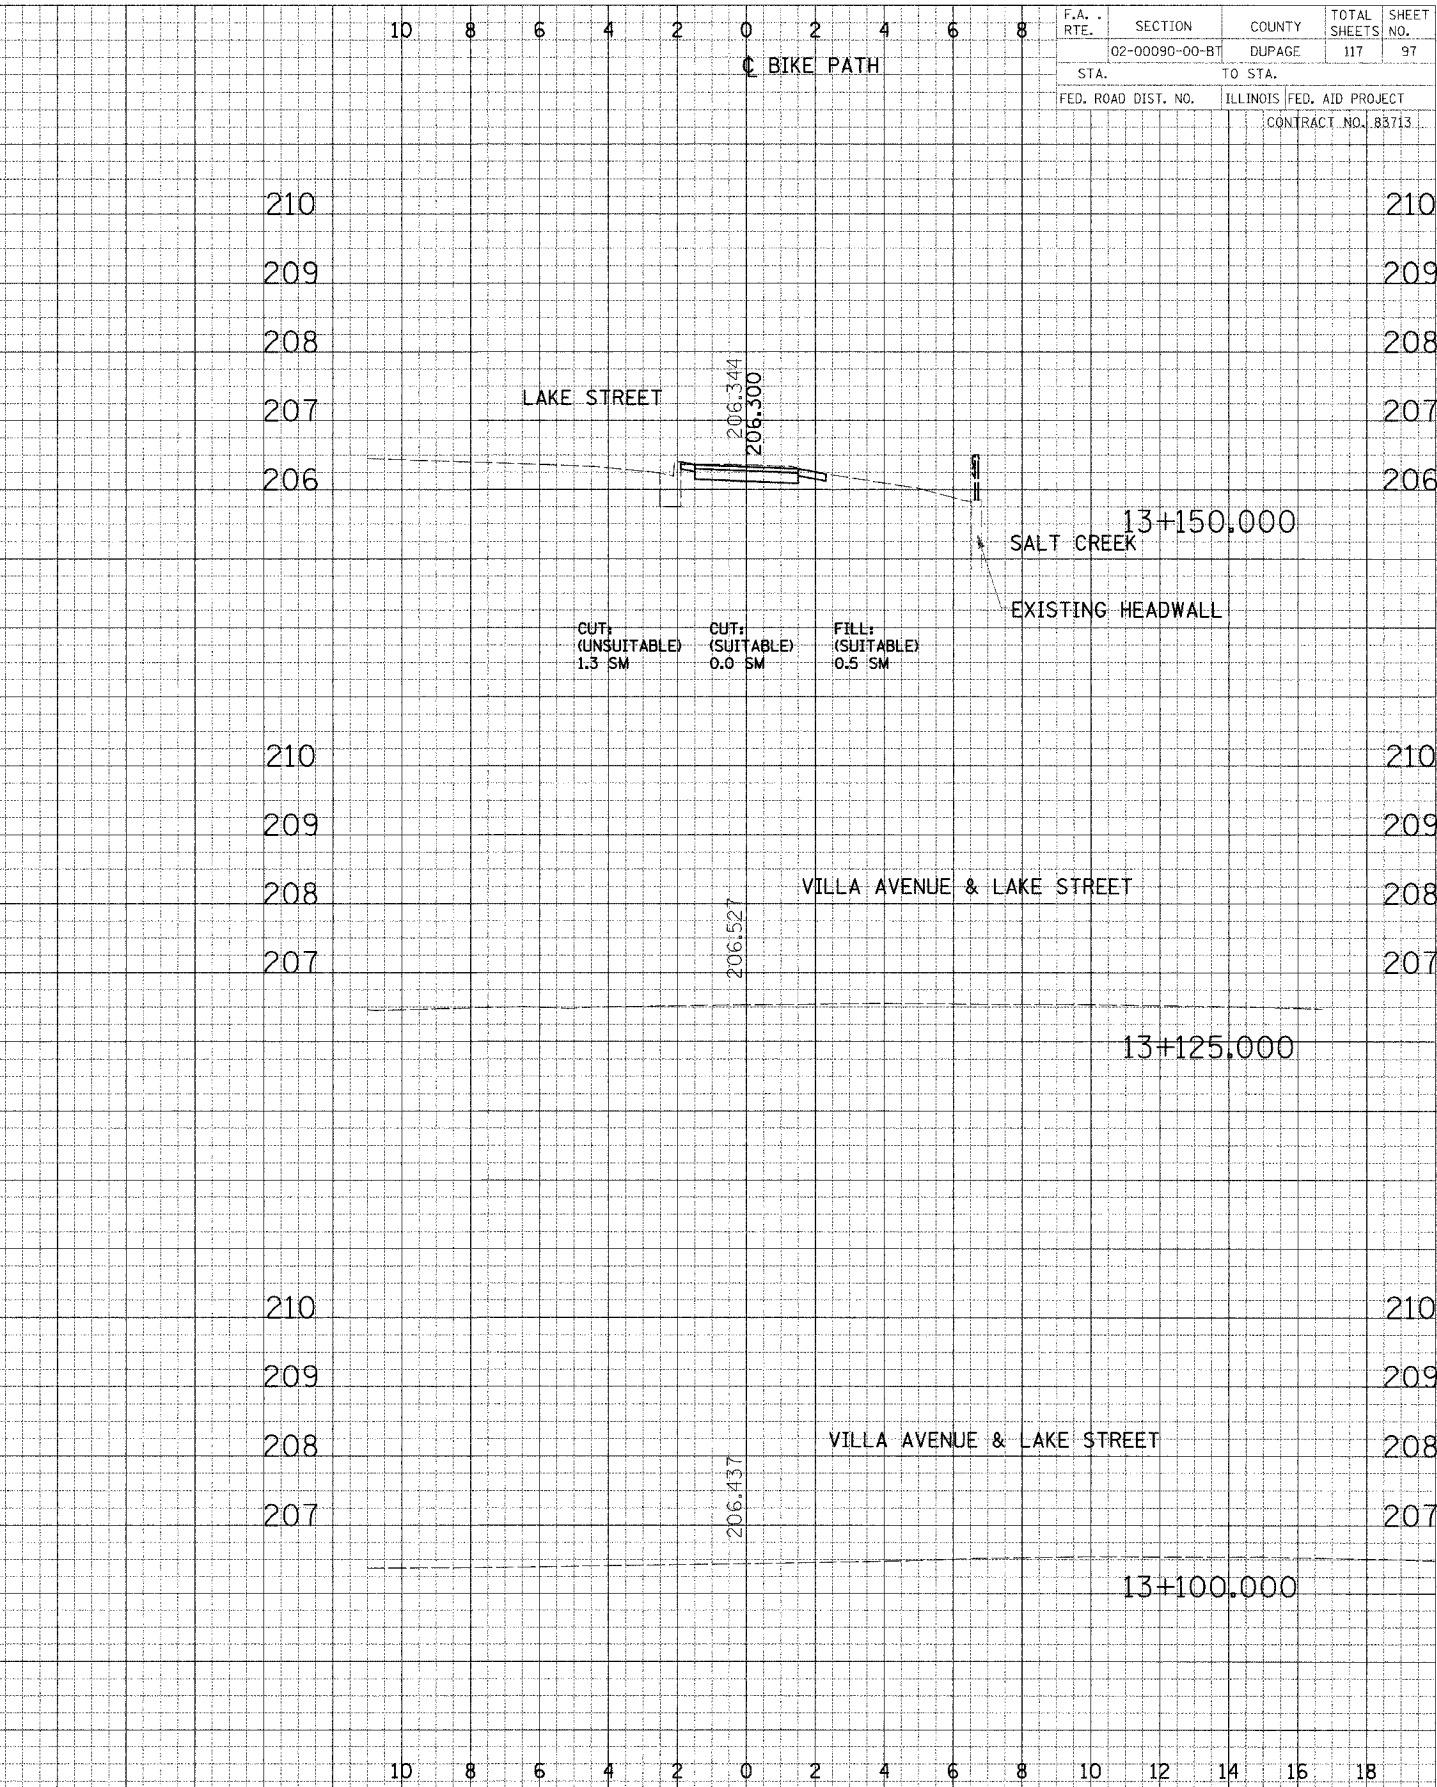 10 8 6 4 2 0 2 4 6 8
℄ BIKE PATH
F.A. . RTE. SECTION COUNTY TOTAL SHEETS SHEET NO.
02-00090-00-BT DUPAGE 117 97
STA. TO STA.
FED. ROAD DIST. NO. ILLINOIS FED. AID PROJECT
CONTRACT NO. 83713
210 210
209 209
208 208
206.344
206.300
LAKE STREET
207 207
206 206
13+150.000
SALT CREEK
EXISTING HEADWALL
CUT: CUT: FILL:
(UNSUITABLE) (SUITABLE) (SUITABLE)
1.3 SM 0.0 SM 0.5 SM
210 210
209 209
VILLA AVENUE & LAKE STREET
208 208
206.527
207 207
13+125.000
210 210
209 209
VILLA AVENUE & LAKE STREET
208 208
206.437
207 207
13+100.000
10 8 6 4 2 0 2 4 6 8 10 12 14 16 18